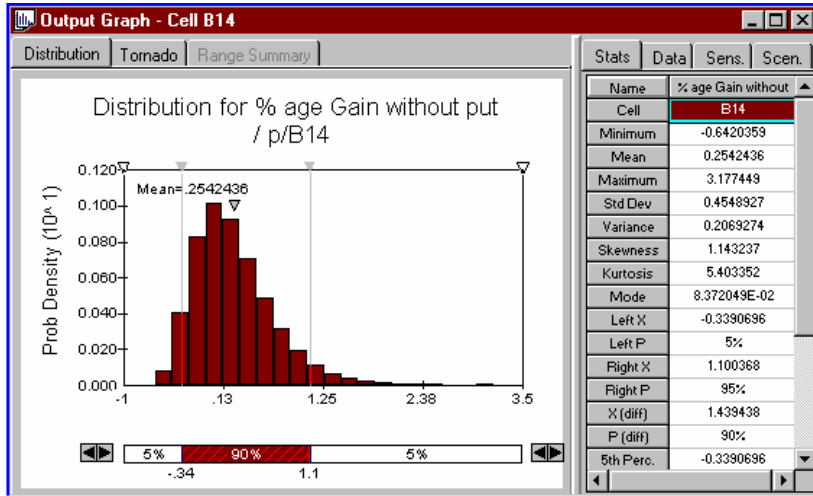 Output Graph - Cell B14
Distribution Tornado Range Summary
Distribution for % age Gain without put
/ p/B14
Prob Density (10^ 1)
0.120
Mean=.2542436
0.100
0.080
0.060
0.040
0.020
0.000
-1 .13 1.25 2.38 3.5
5% 90% 5%
-.34 1.1
Stats Data Sens. Scen.
Name % age Gain without
Cell B14
Minimum -0.6420359
Mean 0.2542436
Maximum 3.177449
Std Dev 0.4548927
Variance 0.2069274
Skewness 1.143237
Kurtosis 5.403352
Mode 8.372049E-02
Left X -0.3390696
Left P 5%
Right X 1.100368
Right P 95%
X (diff) 1.439438
P (diff) 90%
5th Perc. -0.3390696